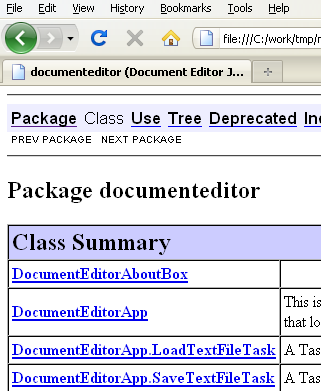 File Edit View History Bookmarks Tools Help
file:///C:/work/tmp/
documenteditor (Document Editor J...
Package Class Use Tree Deprecated
PREV PACKAGE NEXT PACKAGE
Package documenteditor
Class Summary
DocumentEditorAboutBox
DocumentEditorApp
This is
that lo
DocumentEditorApp.LoadTextFileTask A Tas
DocumentEditorApp.SaveTextFileTask A Tas